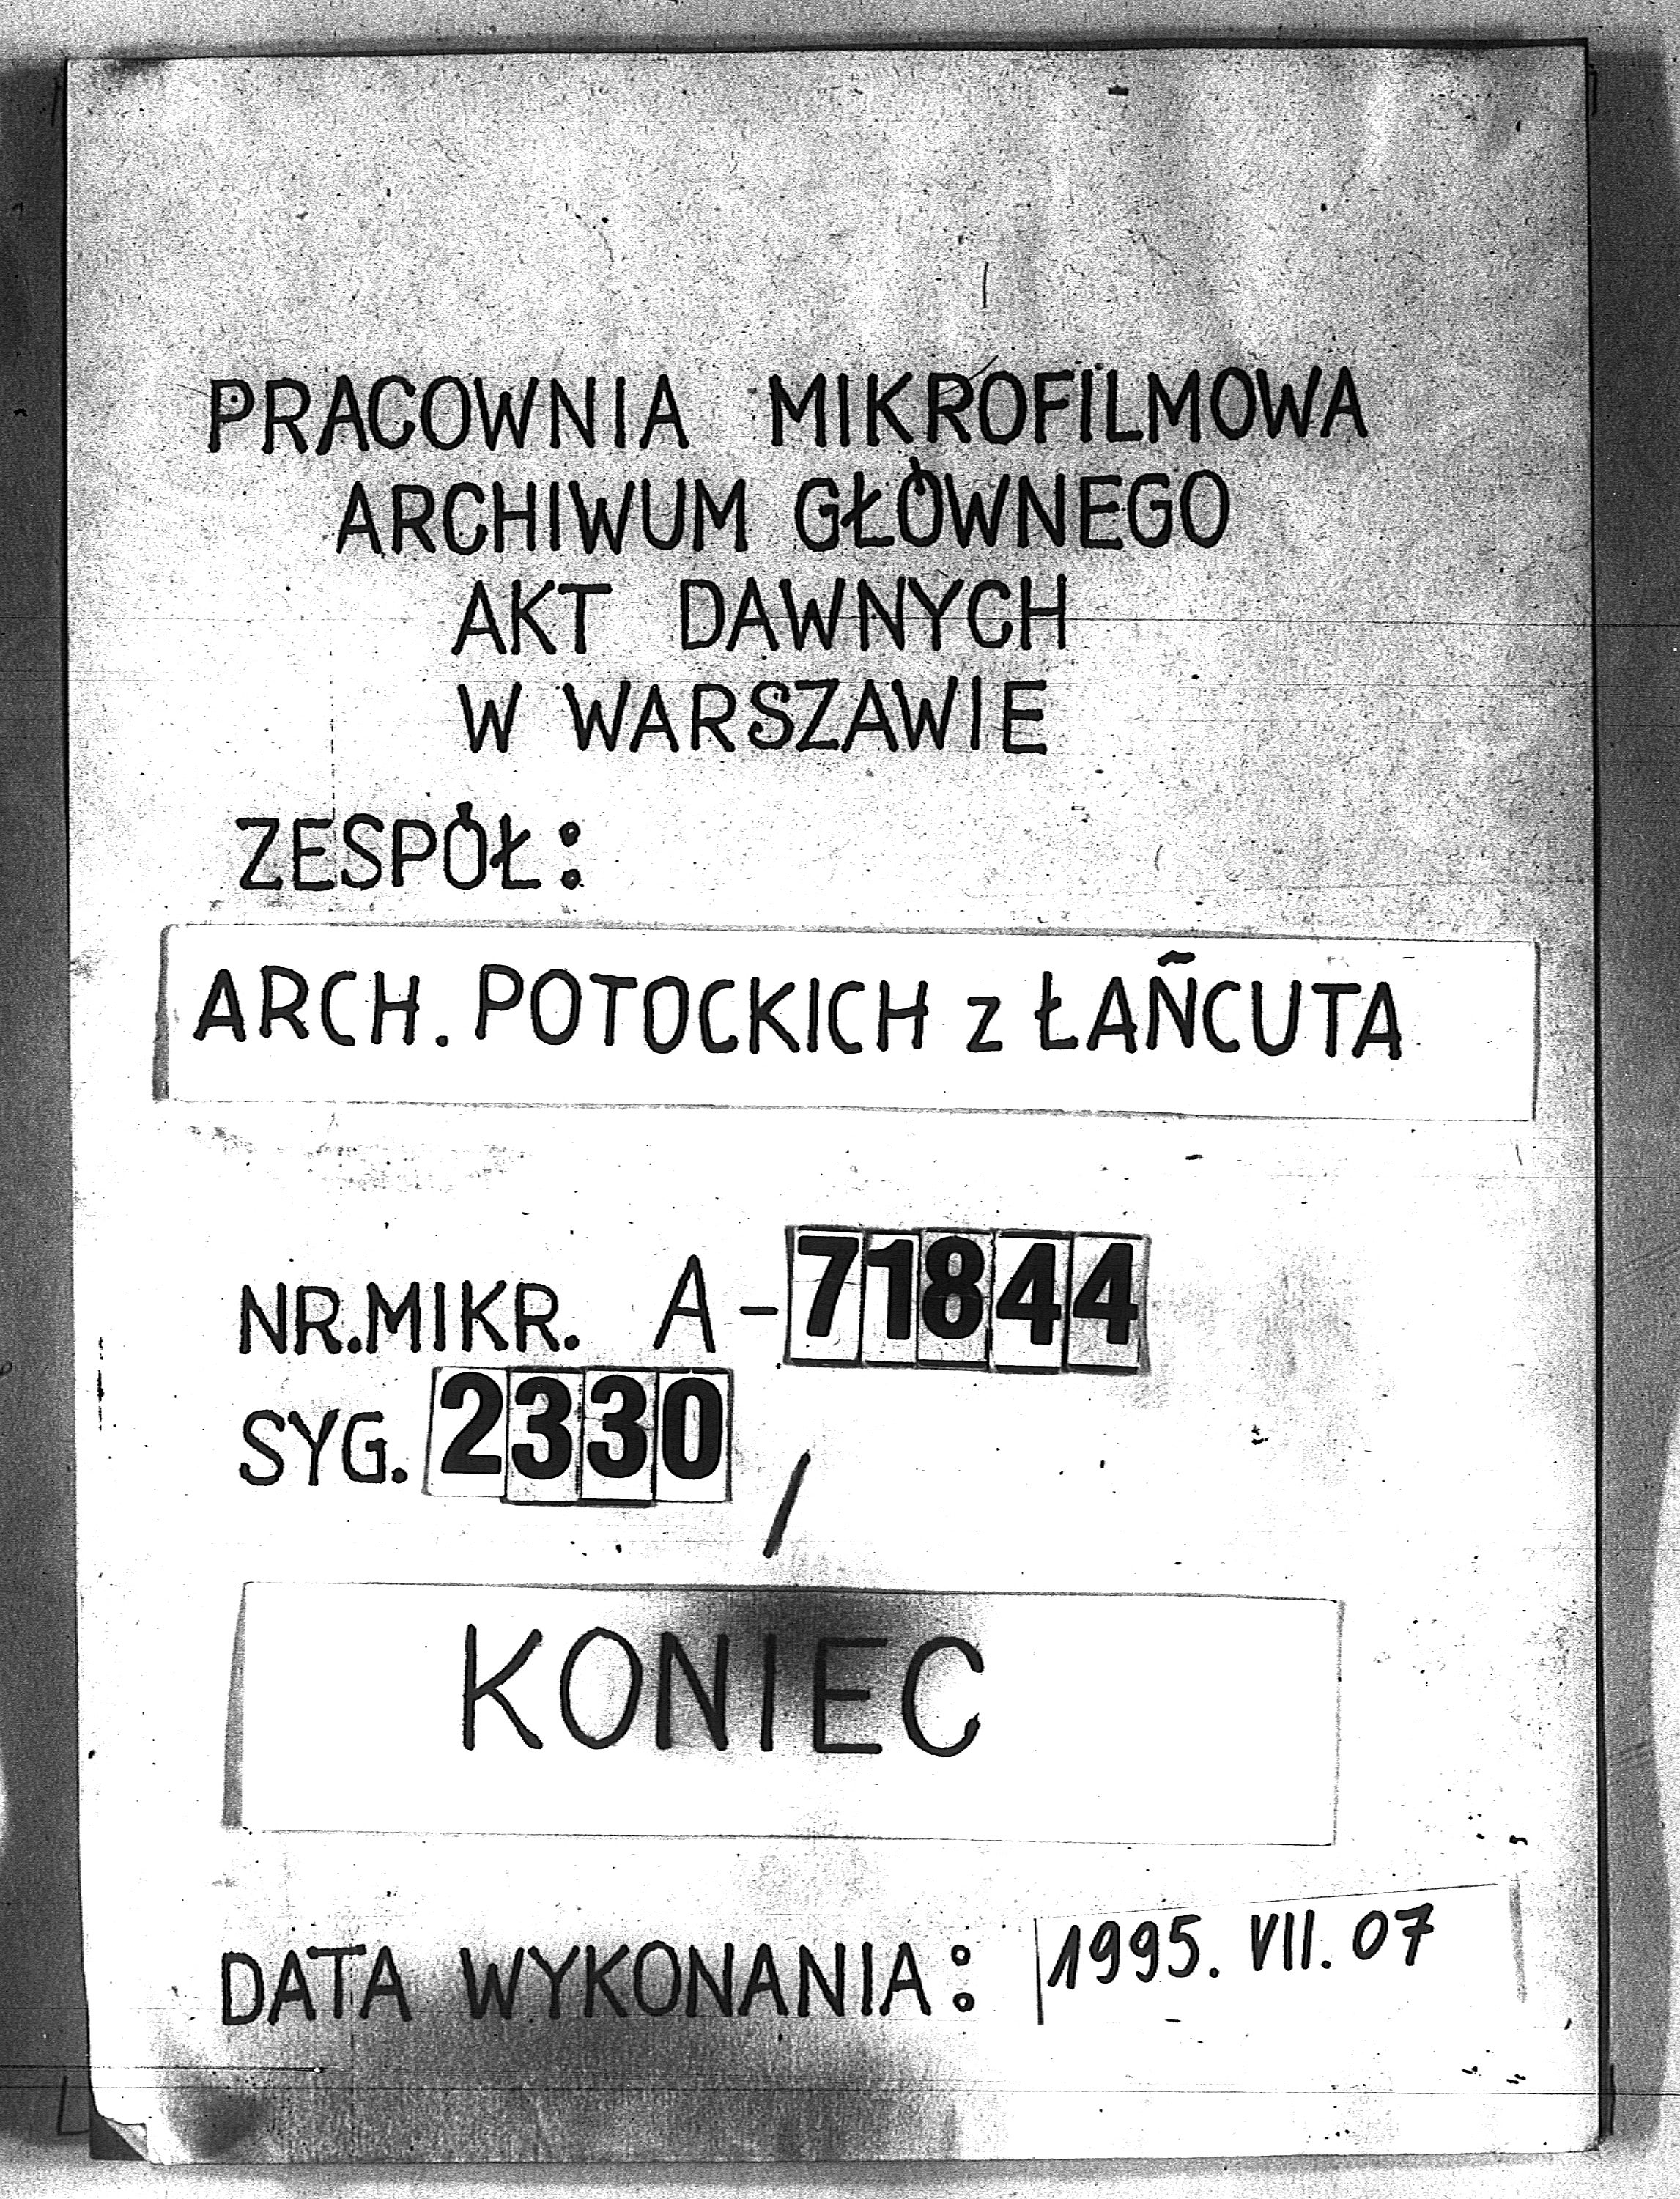 PRACOWNIA MIKROFILMOWA
ARCHIWUM GŁÓWNEGO
AKT DAWNYCH
W WARSZAWIE
ZESPÓŁ:
ARCH. POTOCKICH z ŁAŃCUTA
NR.MIKR. A-71844
SYG. 2330/
KONIEC
DATA WYKONANIA: 1995. VII. 07